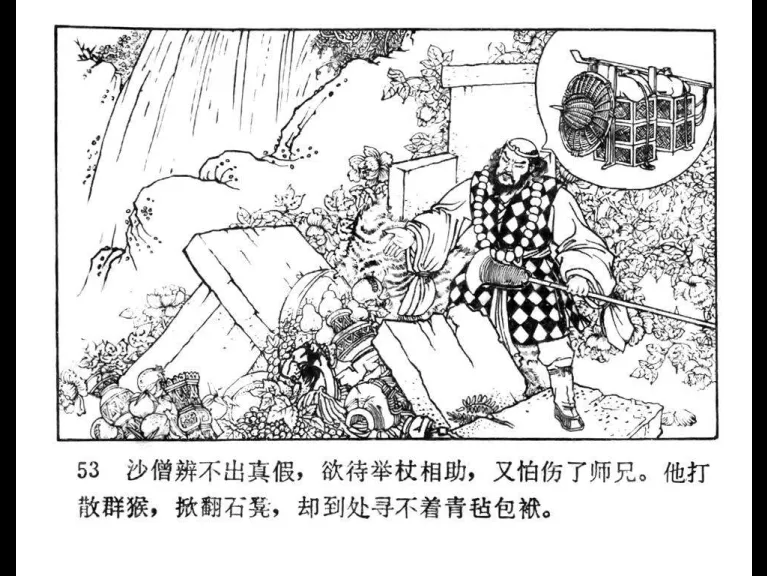 53 沙僧辨不出真假，欲待举杖相助，又怕伤了师兄。他打
散群猴，掀翻石凳，却到处寻不着青毡包袱。